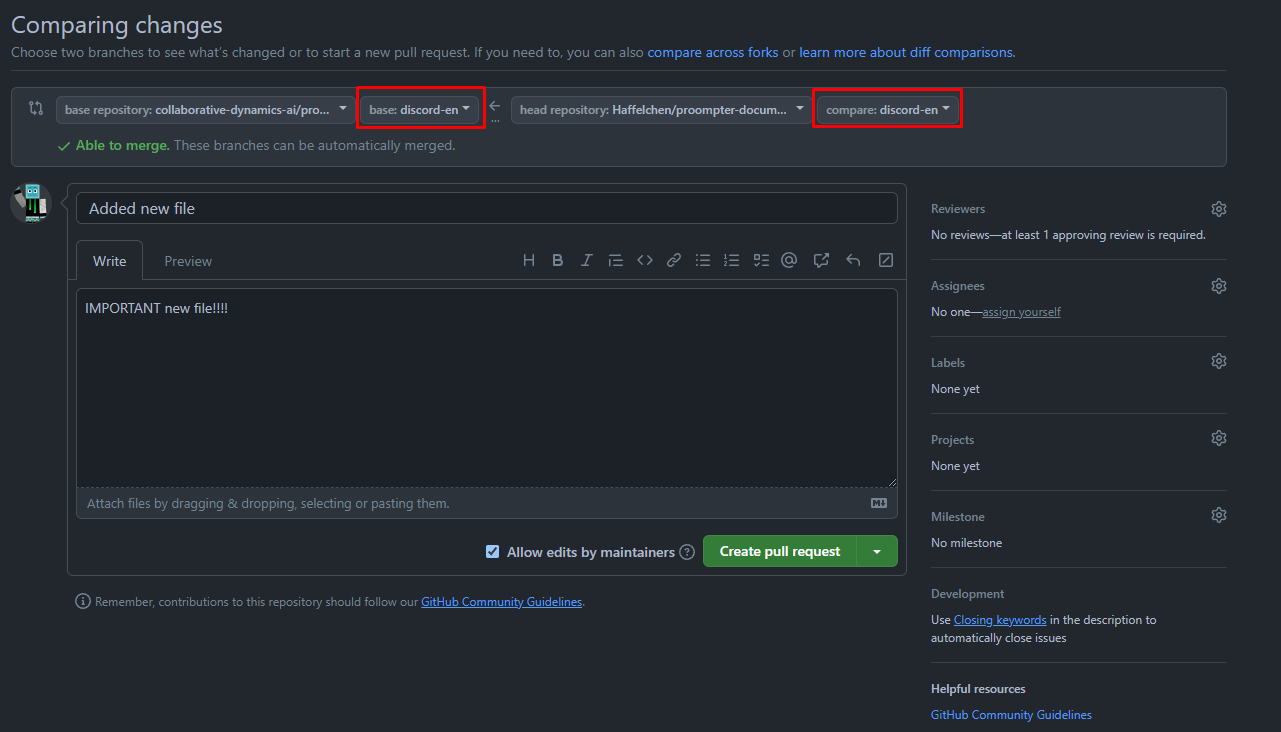 Comparing changes
Choose two branches to see what's changed or to start a new pull request. If you need to, you can also compare across forks or learn more about diff comparisons.
base repository: collaborative-dynamics-ai/pro... base: discord-en ... head repository: Haffelchen/proompter-docum... compare: discord-en
Able to merge. These branches can be automatically merged.
Added new file
Write Preview
IMPORTANT new file!!!!
Attach files by dragging & dropping, selecting or pasting them.
Allow edits by maintainers Create pull request
Remember, contributions to this repository should follow our GitHub Community Guidelines.
Reviewers
No reviews—at least 1 approving review is required.
Assignees
No one—assign yourself
Labels
None yet
Projects
None yet
Milestone
No milestone
Development
Use Closing keywords in the description to
automatically close issues
Helpful resources
GitHub Community Guidelines